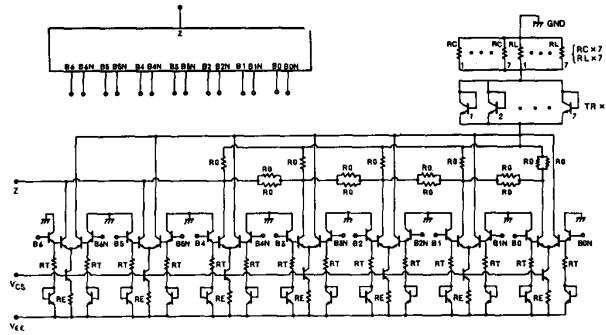 Z
B6 B6N B5 B5N B4 B4N B3 B3N B2 B2N B1 B1N B0 B0N
GND
RC RC RL RL
1 7 1 7
{RC×7
RL×7
1 2 7
TR×
R0 R0 R0 R0 R0 R0
R0 R0 R0 R0
Z
R0 R0 R0 R0
B6 B6N B5 B5N B4 B4N B3 B3N B2 B2N B1 B1N B0 B0N
RT RT RT RT RT RT RT RT RT RT RT RT RT RT
VCS
RE RE RE RE RE RE RE
VEE